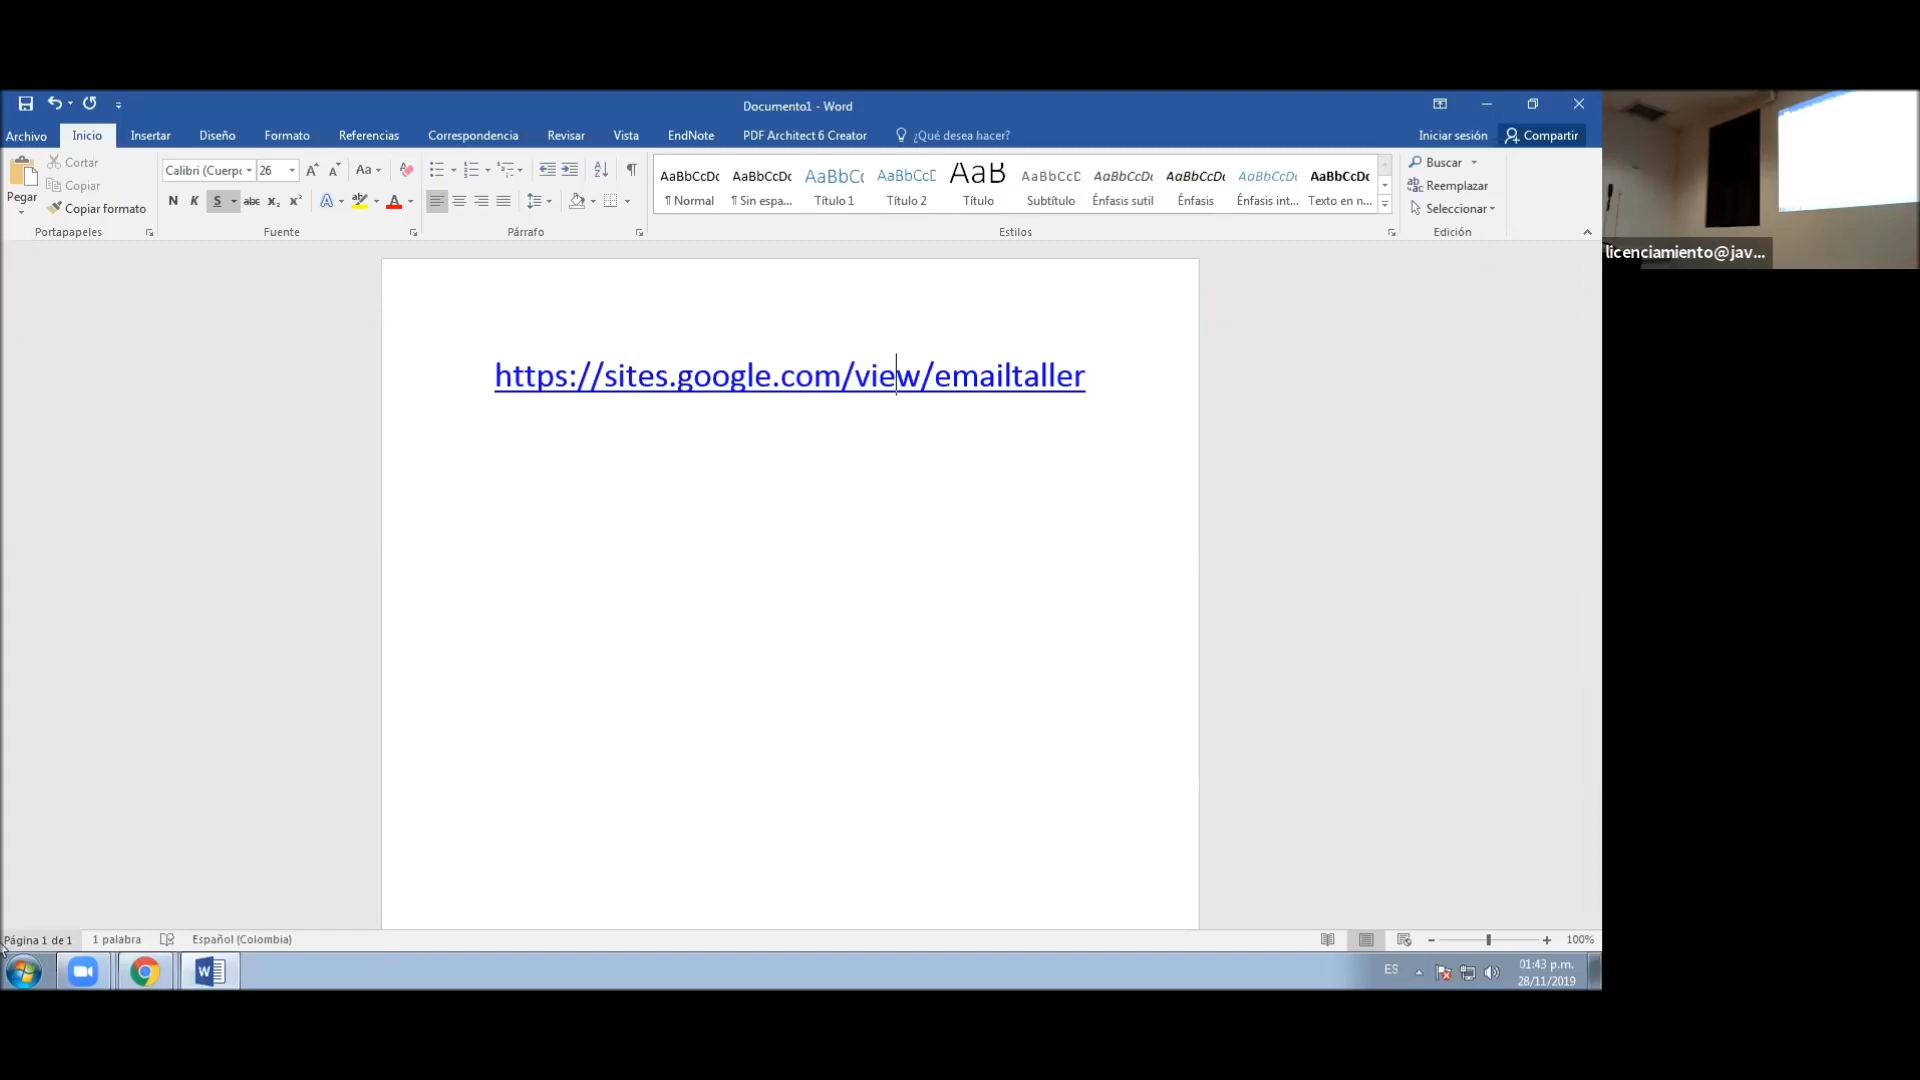 Documento1 - Word
Archivo Inicio Insertar Diseño Formato Referencias Correspondencia Revisar Vista EndNote PDF Architect 6 Creator ¿Qué desea hacer? Iniciar sesión Compartir
Pegar
Cortar
Copiar
Copiar formato
Portapapeles
Calibri (Cuerpo 26
Aa
N K S abc x₂ x² A A
Fuente
Párrafo
AaBbCcDc AaBbCcDc AaBbCc AaBbCcD AaB AaBbCcD AaBbCcDc AaBbCcDc AaBbCcDc AaBbCcDc
¶ Normal ¶ Sin espa... Título 1 Título 2 Título Subtítulo Énfasis sutil Énfasis Énfasis int... Texto en n...
Estilos
Buscar
Reemplazar
Seleccionar
Edición
licenciamiento@jav...
https://sites.google.com/view/emailtaller
Página 1 de 1 1 palabra Español (Colombia) 100%
ES 01:43 p.m.
28/11/2019